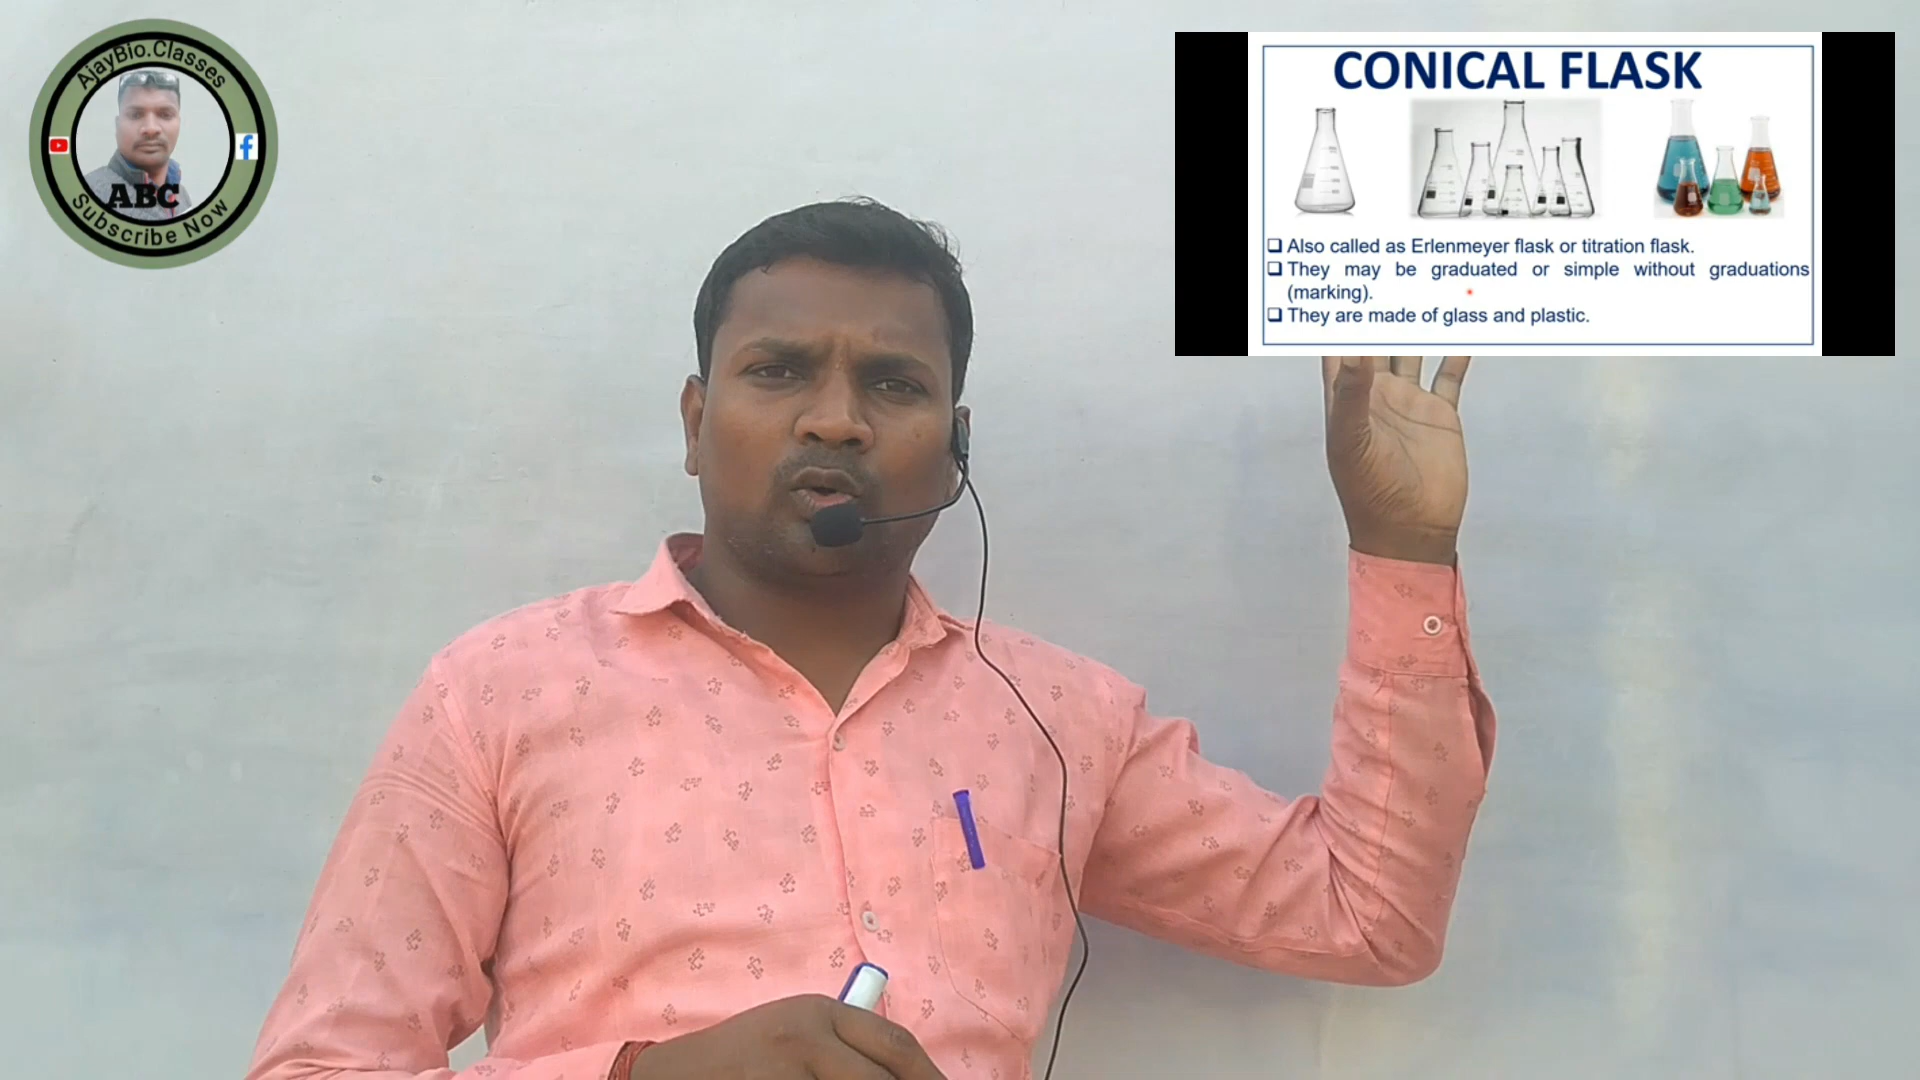 AjayBio.Classes
ABC
Subscribe Now
CONICAL FLASK
❑ Also called as Erlenmeyer flask or titration flask.
❑ They may be graduated or simple without graduations
(marking).
❑ They are made of glass and plastic.